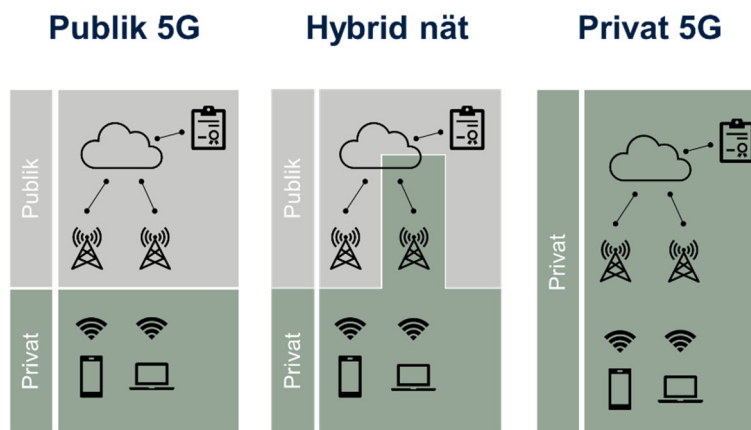 Publik 5G
Hybrid nät
Privat 5G
Publik
Privat
Publik
Privat
Privat